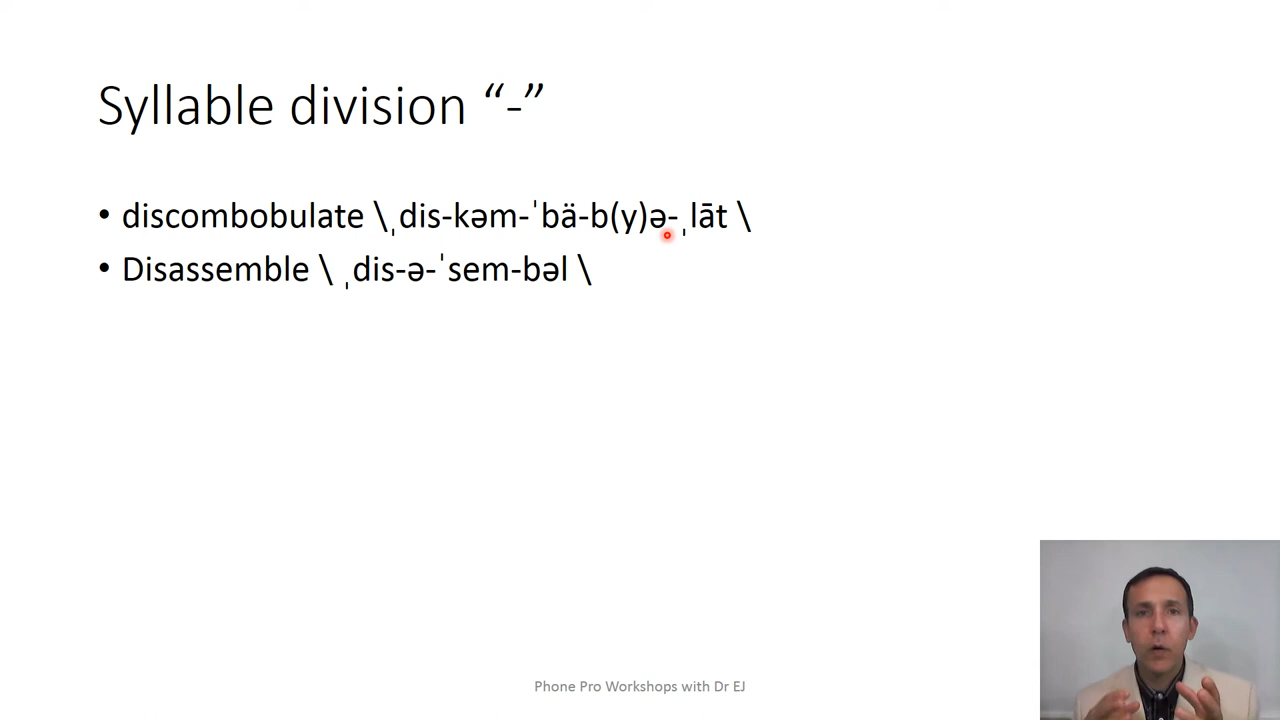 Syllable division “-”
• discombobulate \ˌdis-kəm-ˈbä-b(y)ə-ˌlāt \
• Disassemble \ ˌdis-ə-ˈsem-bəl \
Phone Pro Workshops with Dr EJ